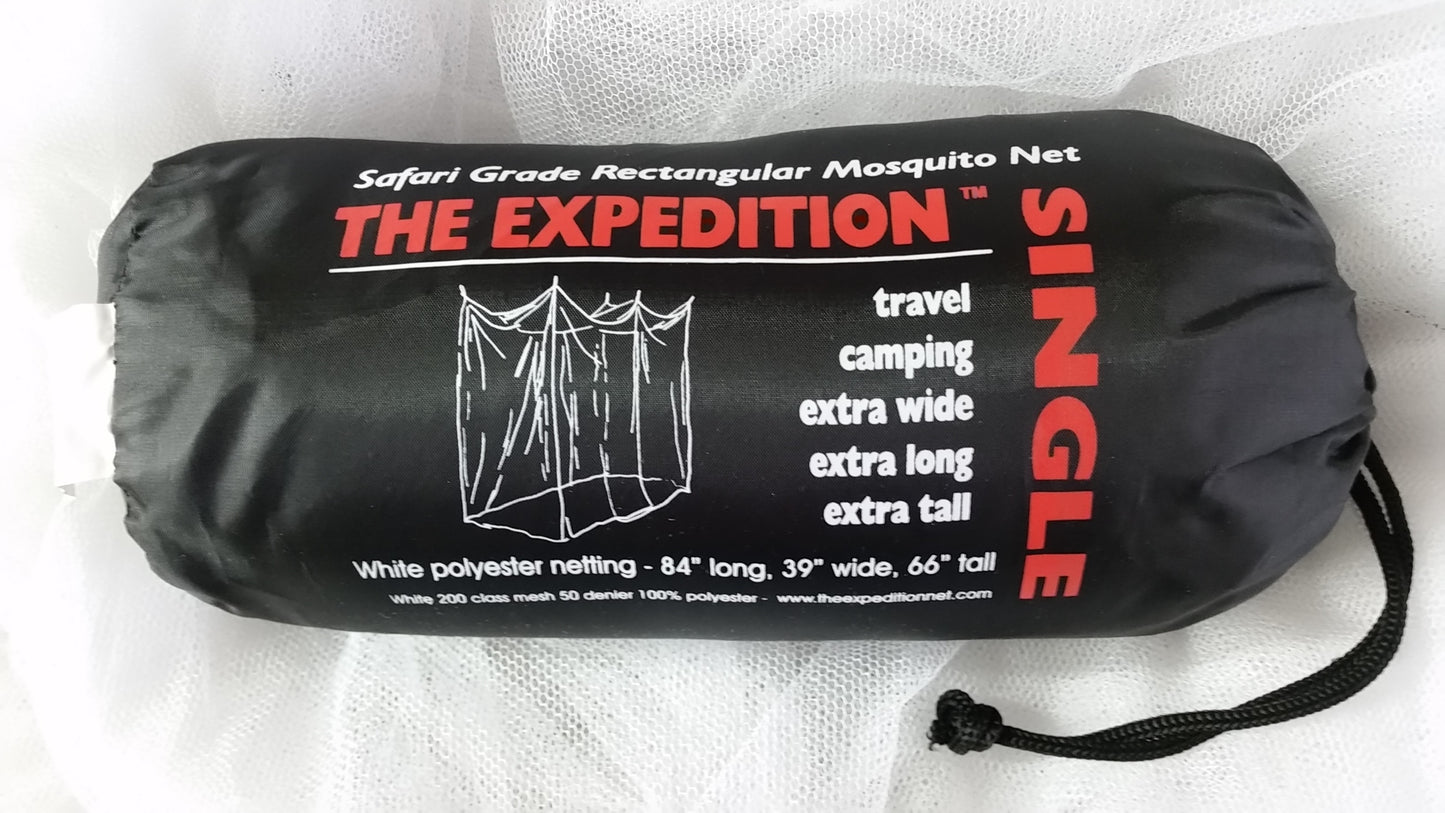 Safari Grade Rectangular Mosquito Net
THE EXPEDITION™
SINGLE
travel
camping
extra wide
extra long
extra tall
White polyester netting - 84" long, 39" wide, 66" tall
White 200 class mesh 50 denier 100% polyester - www.theexpeditionnet.com